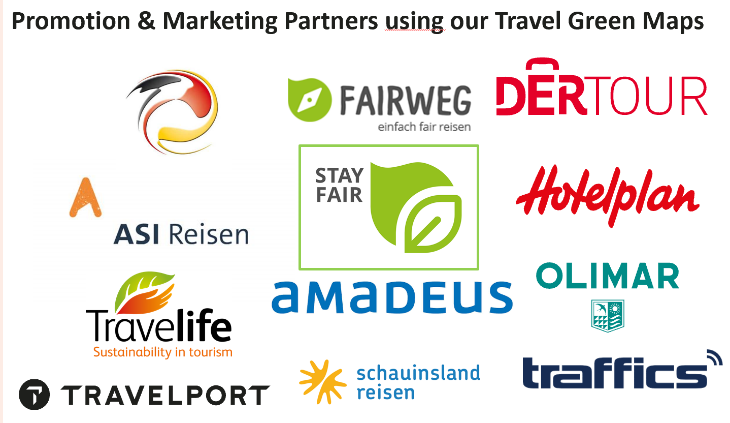 Promotion & Marketing Partners using our Travel Green Maps
FAIRWEG
einfach fair reisen
DERTOUR
STAY
FAIR
Hotelplan
ASI Reisen
OLIMAR
amadeus
Travelife
Sustainability in tourism
schauinsland
reisen
traffics
TRAVELPORT